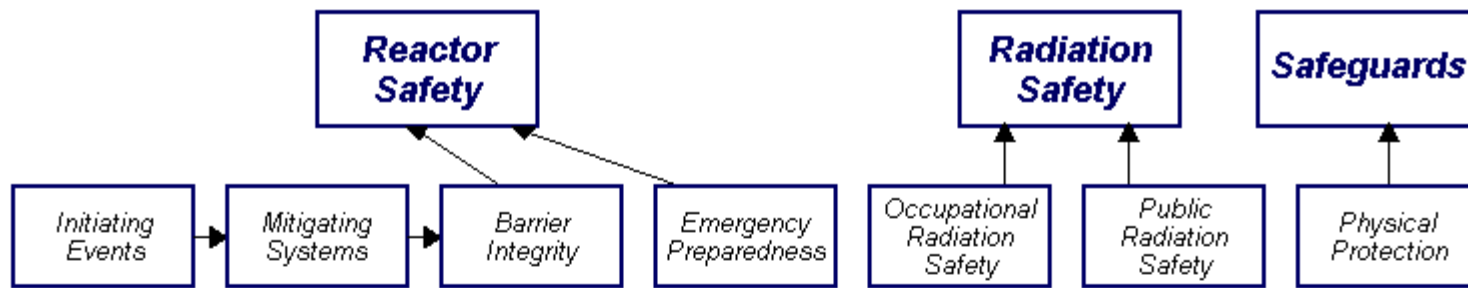 Reactor
Safety
Radiation
Safety
Safeguards
Initiating
Events
Mitigating
Systems
Barrier
Integrity
Emergency
Preparedness
Occupational
Radiation
Safety
Public
Radiation
Safety
Physical
Protection